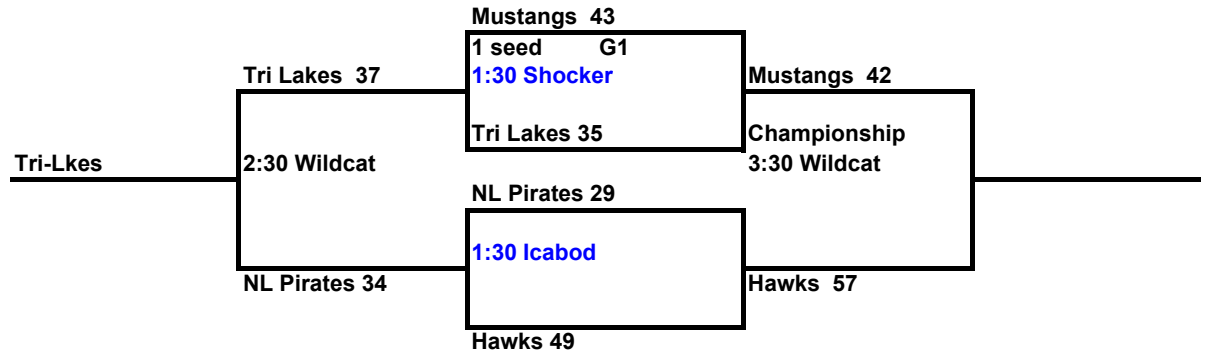 Mustangs 43
1 seed G1
Tri Lakes 37
1:30 Shocker
Mustangs 42
Tri Lakes 35
Championship
Tri-Lkes
2:30 Wildcat
3:30 Wildcat
NL Pirates 29
1:30 Icabod
NL Pirates 34
Hawks 57
Hawks 49